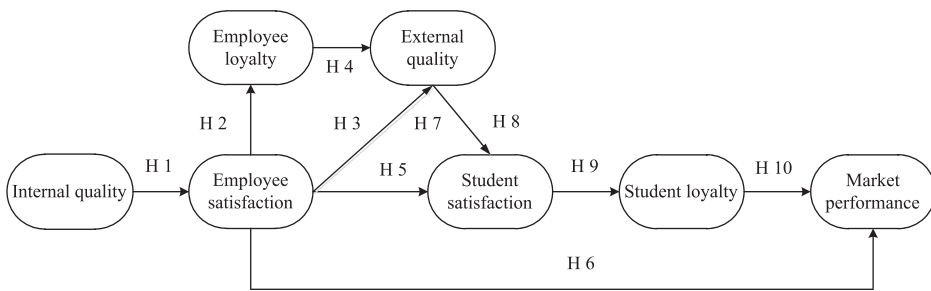 Employee
loyalty
External
quality
H 4
H 2
H 3
H 7
H 8
Internal quality
H 1
Employee
satisfaction
H 5
Student
satisfaction
H 9
Student loyalty
H 10
Market
performance
H 6